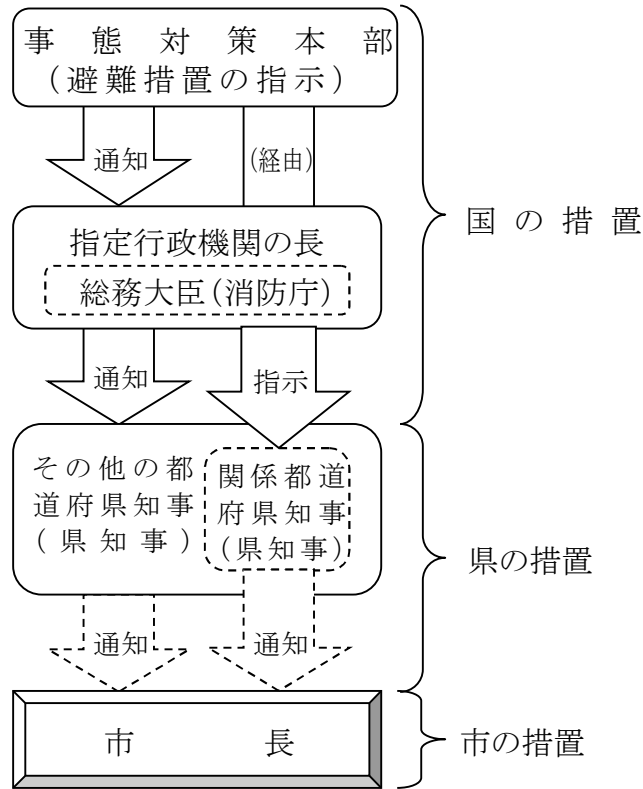 事態対策本部
（避難措置の指示）
通知
(経由)
国の措置
指定行政機関の長
総務大臣（消防庁）
通知
指示
その他の都
道府県知事
（県知事）
関係都道
府県知事
（県知事）
県の措置
通知
通知
市長
市の措置